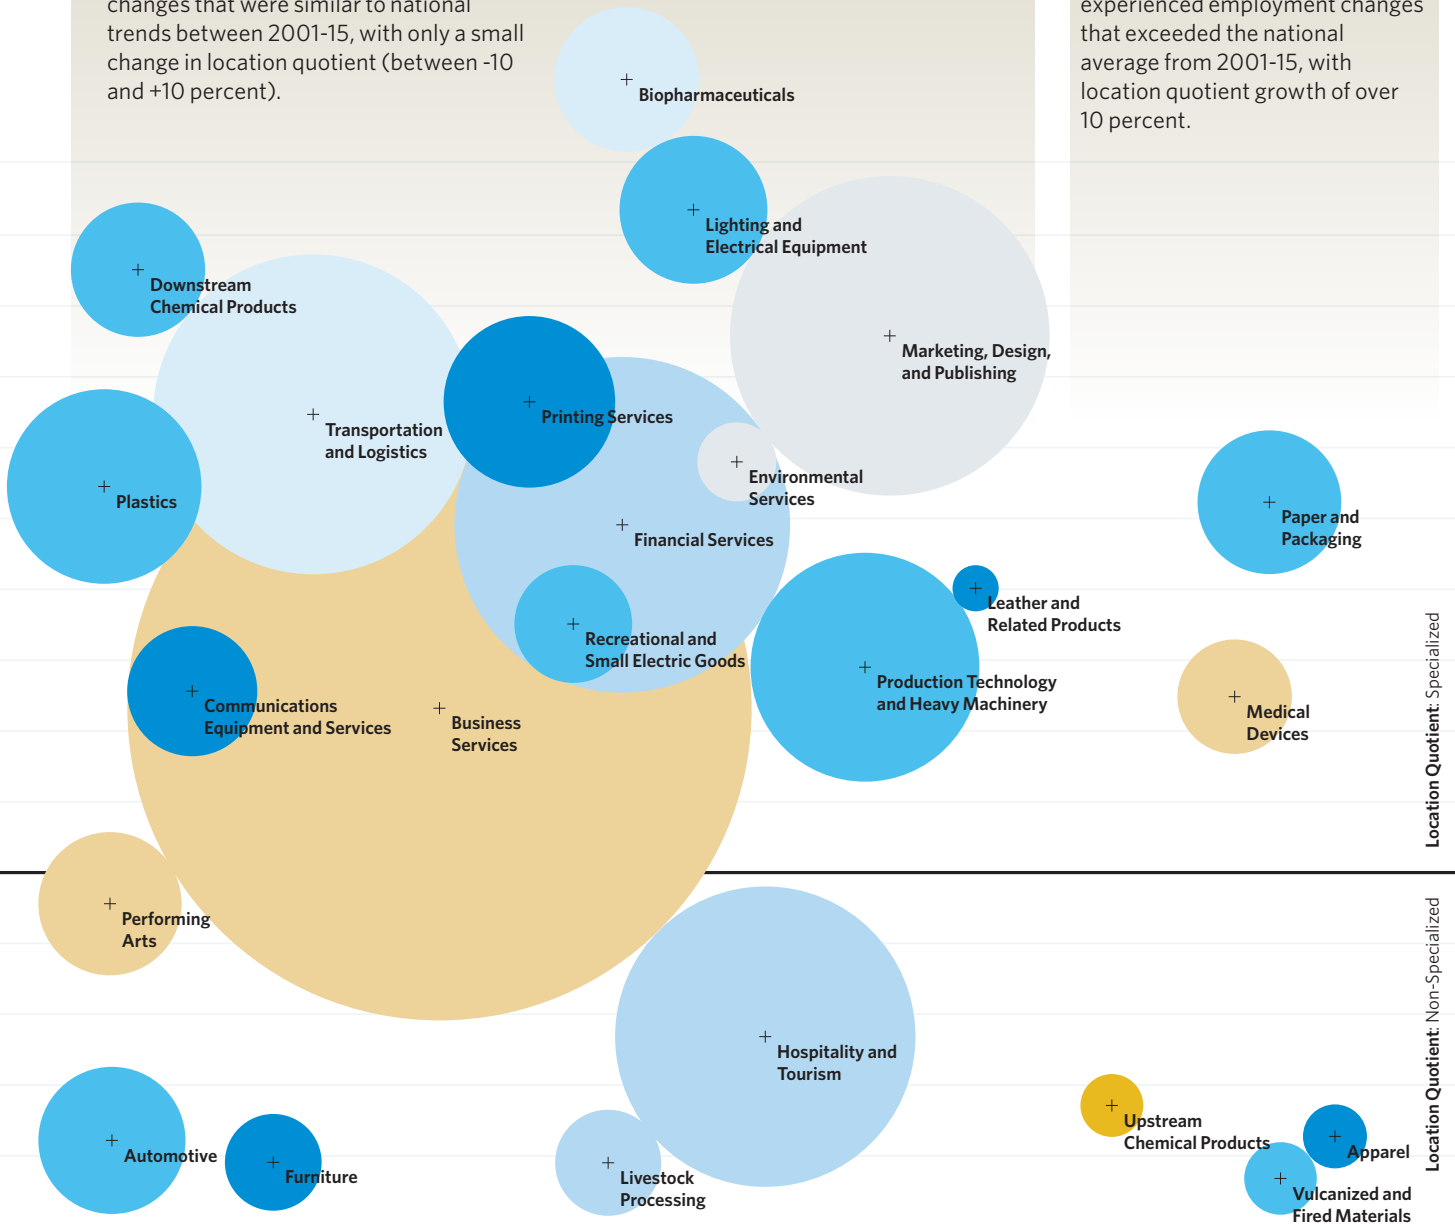 changes that were similar to national
trends between 2001-15, with only a small
change in location quotient (between -10
and +10 percent).
experienced employment changes
that exceeded the national
average from 2001-15, with
location quotient growth of over
10 percent.
Biopharmaceuticals
Lighting and
Electrical Equipment
Downstream
Chemical Products
Marketing, Design,
and Publishing
Printing Services
Transportation
and Logistics
Environmental
Services
Plastics
Paper and
Packaging
Financial Services
Leather and
Related Products
Recreational and
Small Electric Goods
Production Technology
and Heavy Machinery
Communications
Equipment and Services
Business
Services
Medical
Devices
Location Quotient: Specialized
Performing
Arts
Hospitality and
Tourism
Location Quotient: Non-Specialized
Upstream
Chemical Products
Apparel
Automotive
Furniture
Livestock
Processing
Vulcanized and
Fired Materials